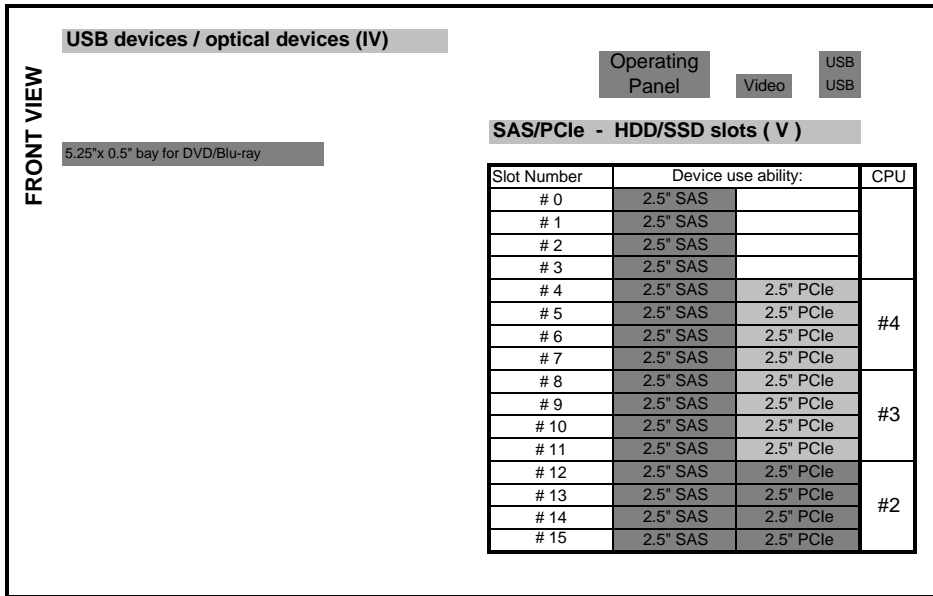 USB devices / optical devices (IV)
FRONT VIEW
Operating
Panel
Video
USB
USB
5.25"x 0.5" bay for DVD/Blu-ray
SAS/PCIe - HDD/SSD slots ( V )
Slot Number Device use ability: CPU
# 0 2.5" SAS
# 1 2.5" SAS
# 2 2.5" SAS
# 3 2.5" SAS
# 4 2.5" SAS 2.5" PCIe
# 5 2.5" SAS 2.5" PCIe
#4
# 6 2.5" SAS 2.5" PCIe
# 7 2.5" SAS 2.5" PCIe
# 8 2.5" SAS 2.5" PCIe
# 9 2.5" SAS 2.5" PCIe
#3
# 10 2.5" SAS 2.5" PCIe
# 11 2.5" SAS 2.5" PCIe
# 12 2.5" SAS 2.5" PCIe
# 13 2.5" SAS 2.5" PCIe
#2
# 14 2.5" SAS 2.5" PCIe
# 15 2.5" SAS 2.5" PCIe